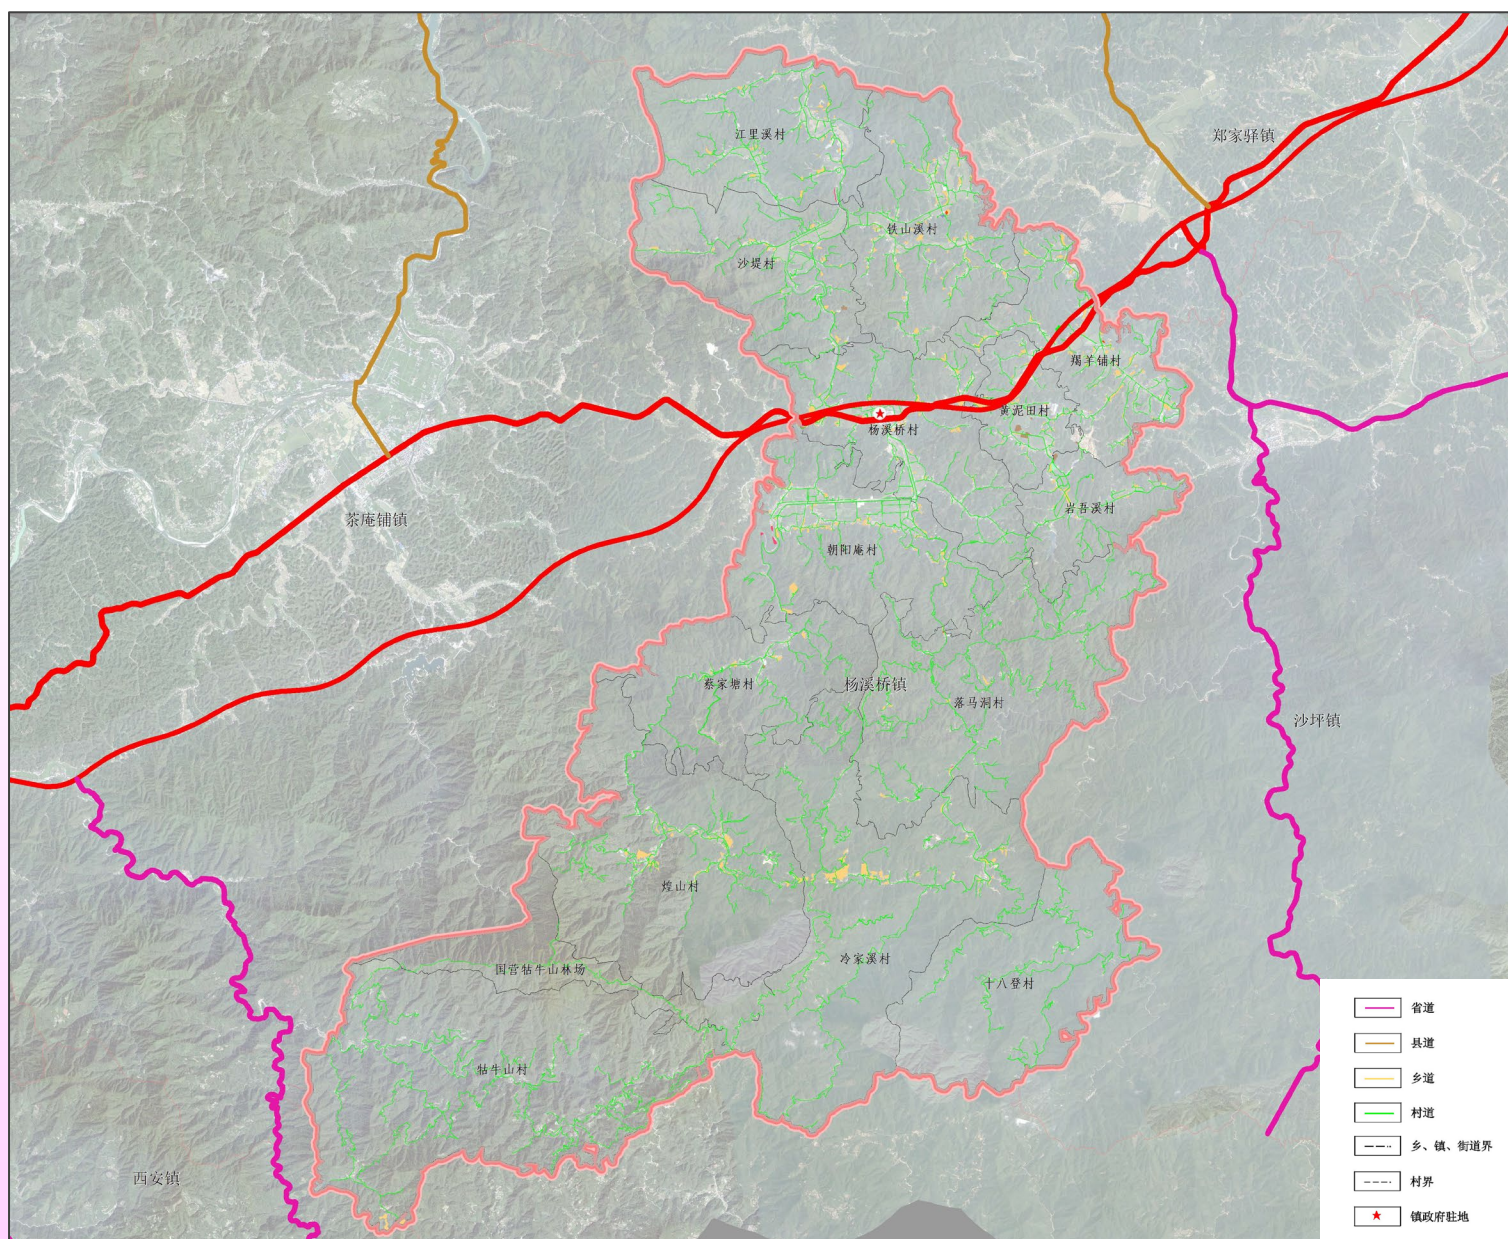 江里溪村
郑家驿镇
铁山溪村
沙堤村
羯羊铺村
黄泥田村
杨溪桥村
岩吾溪村
茶庵铺镇
朝阳庵村
蔡家塘村
杨溪桥镇
落马洞村
沙坪镇
煌山村
冷家溪村
国营牯牛山林场
十八登村
牯牛山村
西安镇
省道
县道
乡道
村道
乡、镇、街道界
村界
镇政府驻地